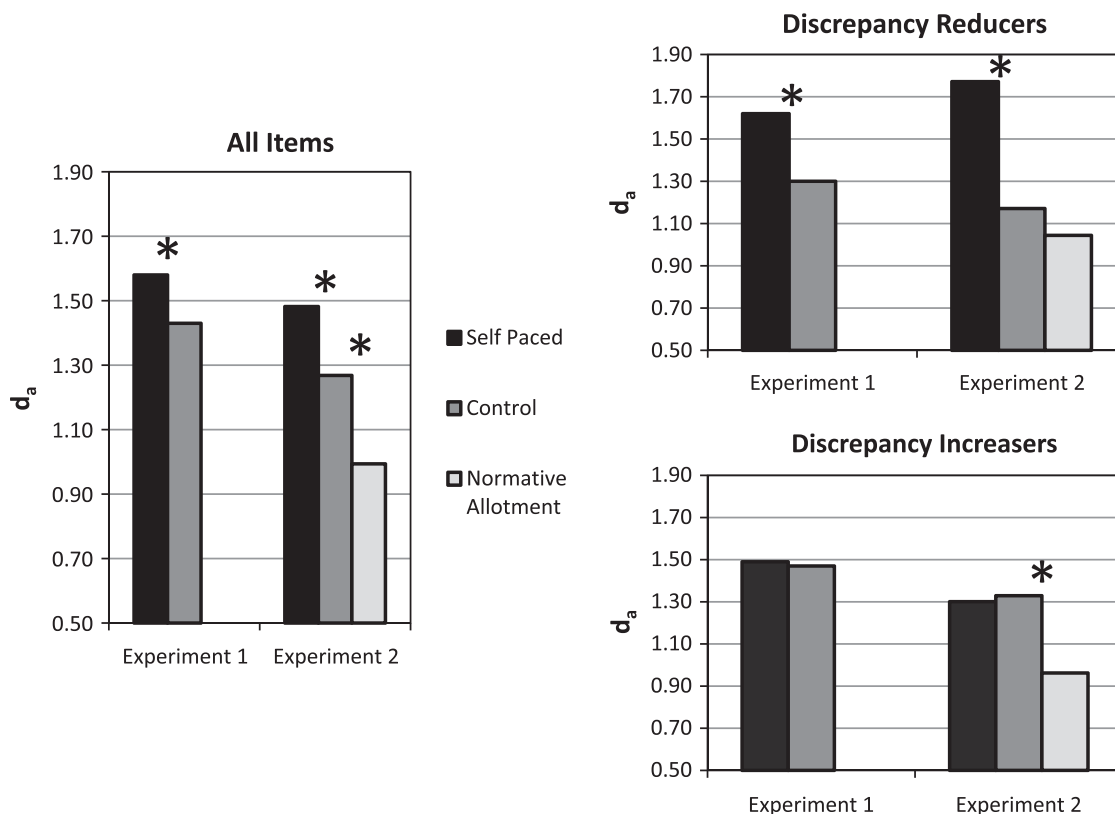 All Items
1.90
1.70
1.50
1.30
1.10
0.90
0.70
0.50
da
*
*
*
Experiment 1
Experiment 2
Self Paced
Control
Normative
Allotment
Discrepancy Reducers
1.90
1.70
1.50
1.30
1.10
0.90
0.70
0.50
da
*
*
Experiment 1
Experiment 2
Discrepancy Increasers
1.90
1.70
1.50
1.30
1.10
0.90
0.70
0.50
da
*
Experiment 1
Experiment 2